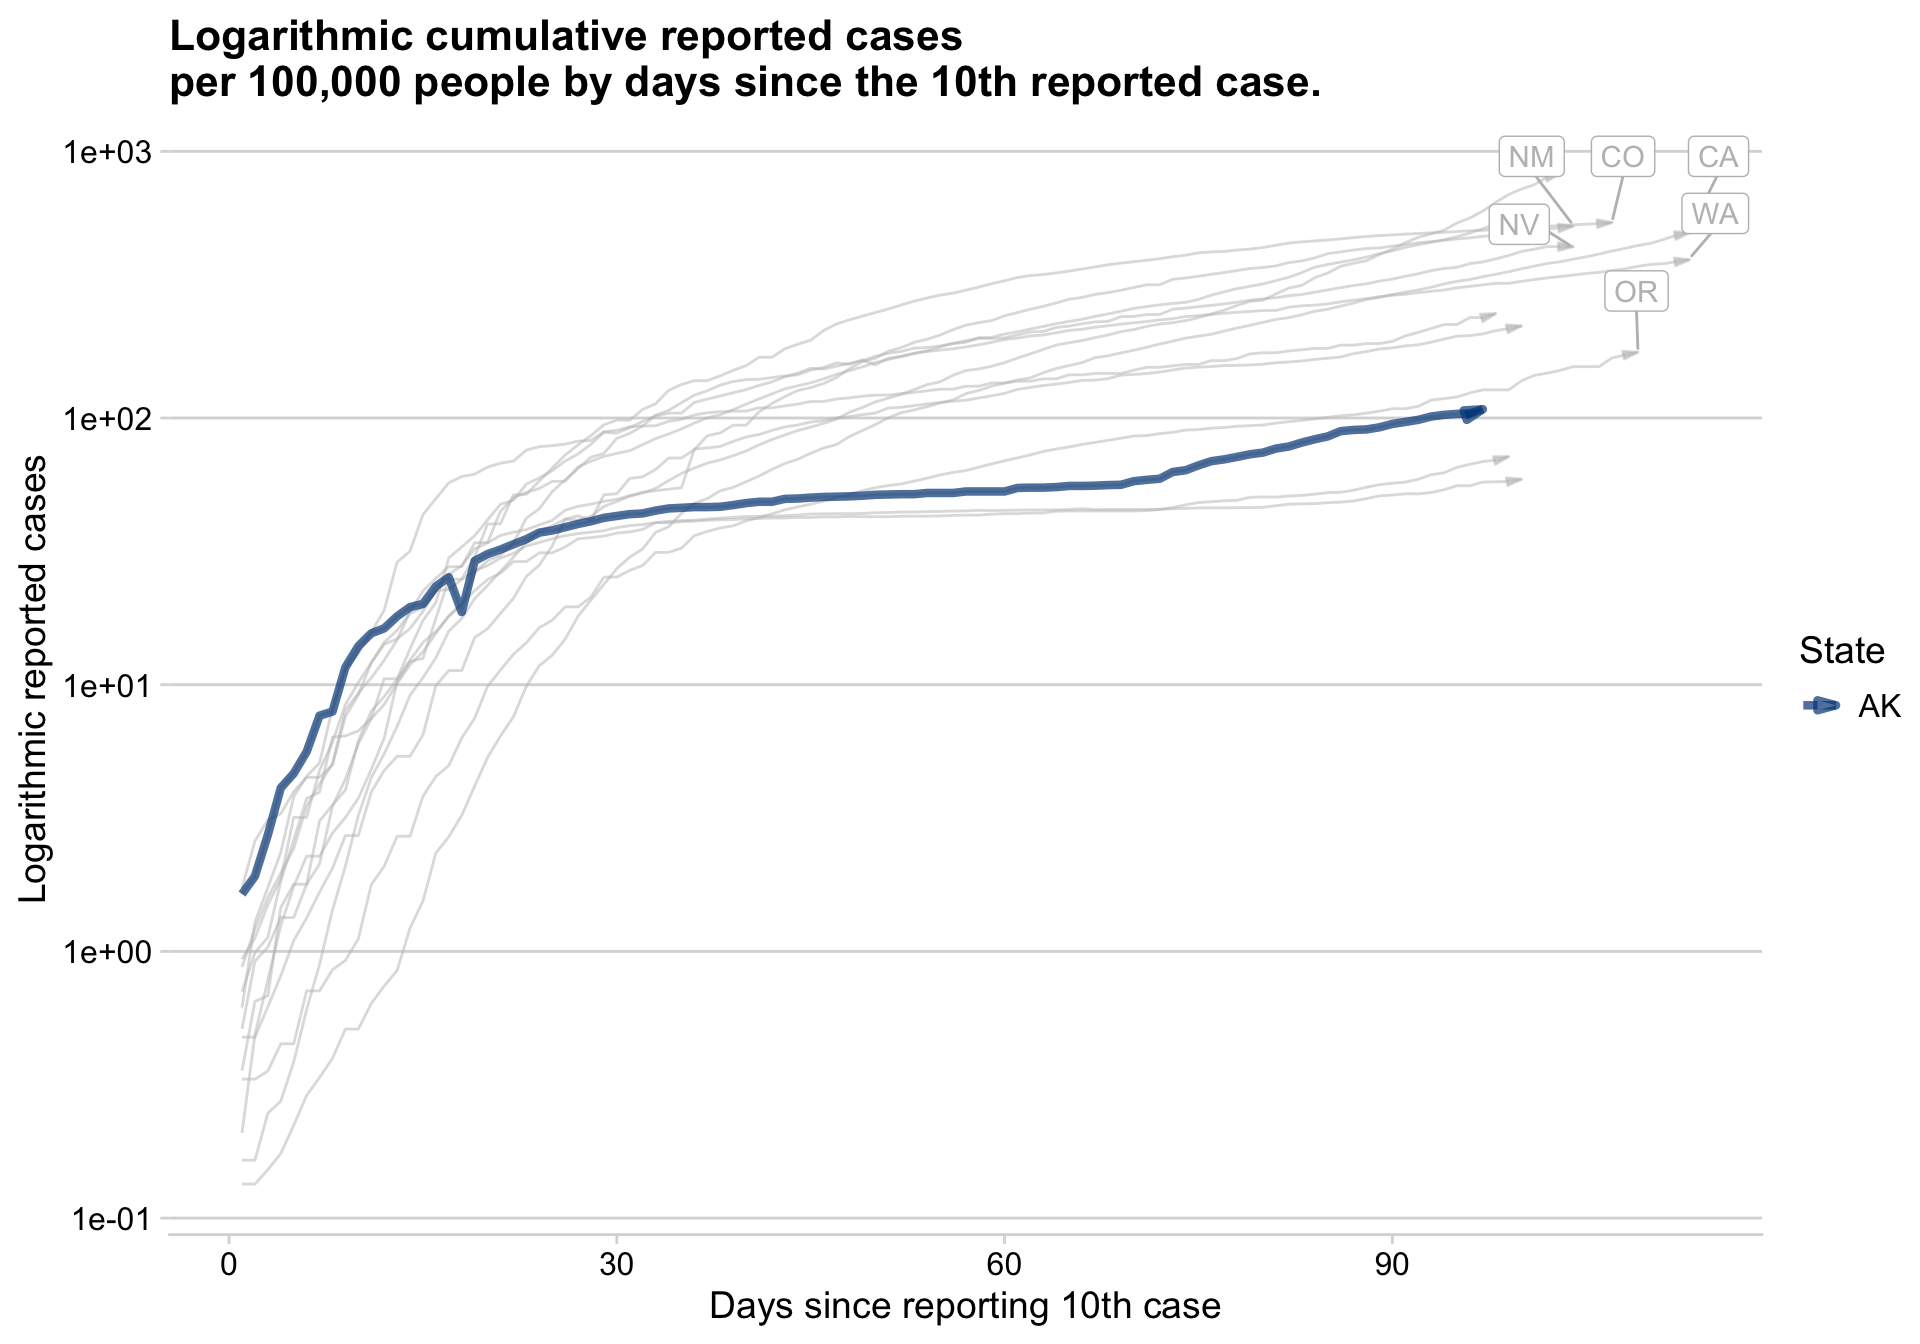 Logarithmic cumulative reported cases
per 100,000 people by days since the 10th reported case.
1e+03
1e+02
1e+01
1e+00
1e-01
Logarithmic reported cases
NM
CO
CA
NV
WA
OR
State
AK
0
30
60
90
Days since reporting 10th case